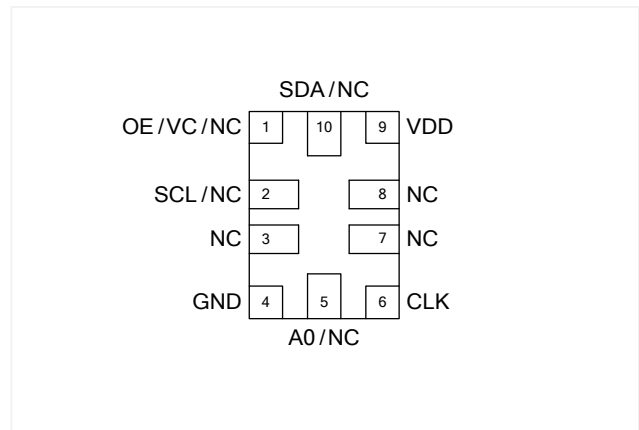 SDA/NC
OE/VC/NC 1 10 9 VDD
SCL/NC 2 8 NC
NC 3 7 NC
GND 4 5 6 CLK
A0/NC